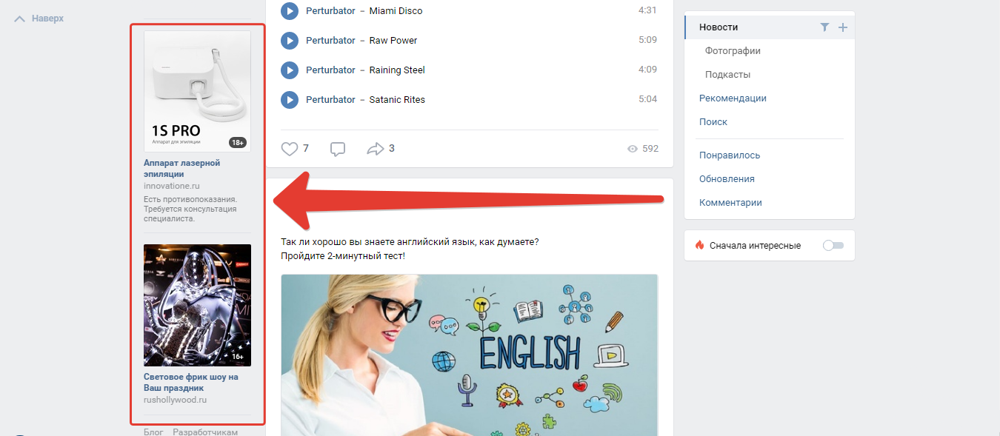 Наверх
1S PRO
Аппарат для эпиляции
18+
Аппарат лазерной
эпиляции
innovatione.ru
Есть противопоказания.
Требуется консультация
специалиста.
16+
Световое фрик шоу на
Ваш праздник
rushollywood.ru
Блог Разработчикам
Perturbator – Miami Disco 4:31
Perturbator – Raw Power 5:09
Perturbator – Raining Steel 4:09
Perturbator – Satanic Rites 5:04
7 3 592
Так ли хорошо вы знаете английский язык, как думаете?
Пройдите 2-минутный тест!
ENGLISH
Новости
Фотографии
Подкасты
Рекомендации
Поиск
Понравилось
Обновления
Комментарии
Сначала интересные